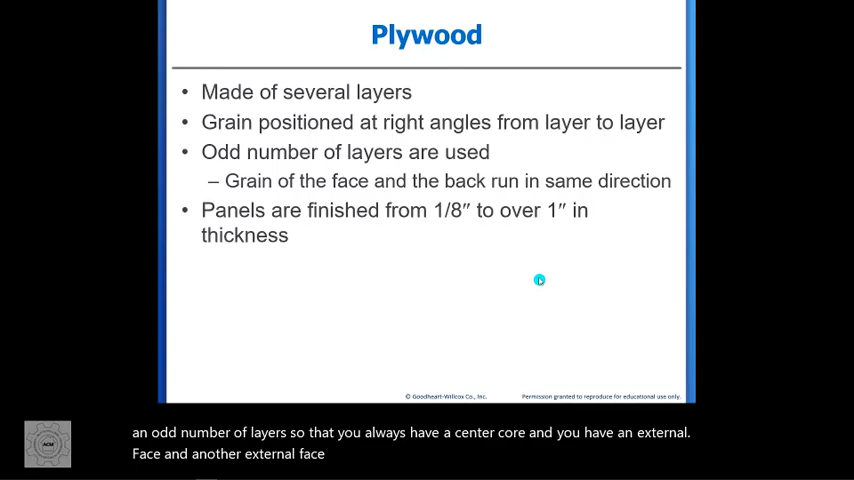 Plywood
• Made of several layers
• Grain positioned at right angles from layer to layer
• Odd number of layers are used
– Grain of the face and the back run in same direction
• Panels are finished from 1/8″ to over 1″ in
thickness
© Goodheart-Willcox Co., Inc. Permission granted to reproduce for educational use only.
an odd number of layers so that you always have a center core and you have an external.
Face and another external face
ACM